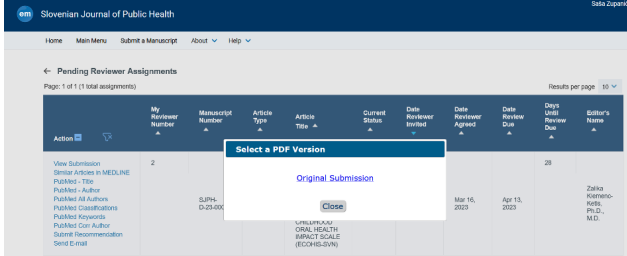 em Slovenian Journal of Public Health
Saša Zupanič
Home Main Menu Submit a Manuscript About Help
← Pending Reviewer Assignments
Page: 1 of 1 (1 total assignments)
Results per page 10
Action
My Reviewer Number
Manuscript Number
Article Type
Article Title
Current Status
Date Reviewer Invited
Date Reviewer Agreed
Date Review Due
Days Until Review Due
Editor's Name
Select a PDF Version
Original Submission
Close
View Submission
Similar Articles in MEDLINE
PubMed - Title
PubMed - Author
PubMed All Authors
PubMed Classifications
PubMed Keywords
PubMed Con Author
Submit Recommendation
Send E-mail
2
SJPH-
D-23-000
CHILDHOOD
ORAL HEALTH
IMPACT SCALE
(ECOHIS-SVN)
Mar 16,
2023
Apr 13,
2023
28
Zalika
Klemenc-
Ketis,
Ph.D.,
M.D.